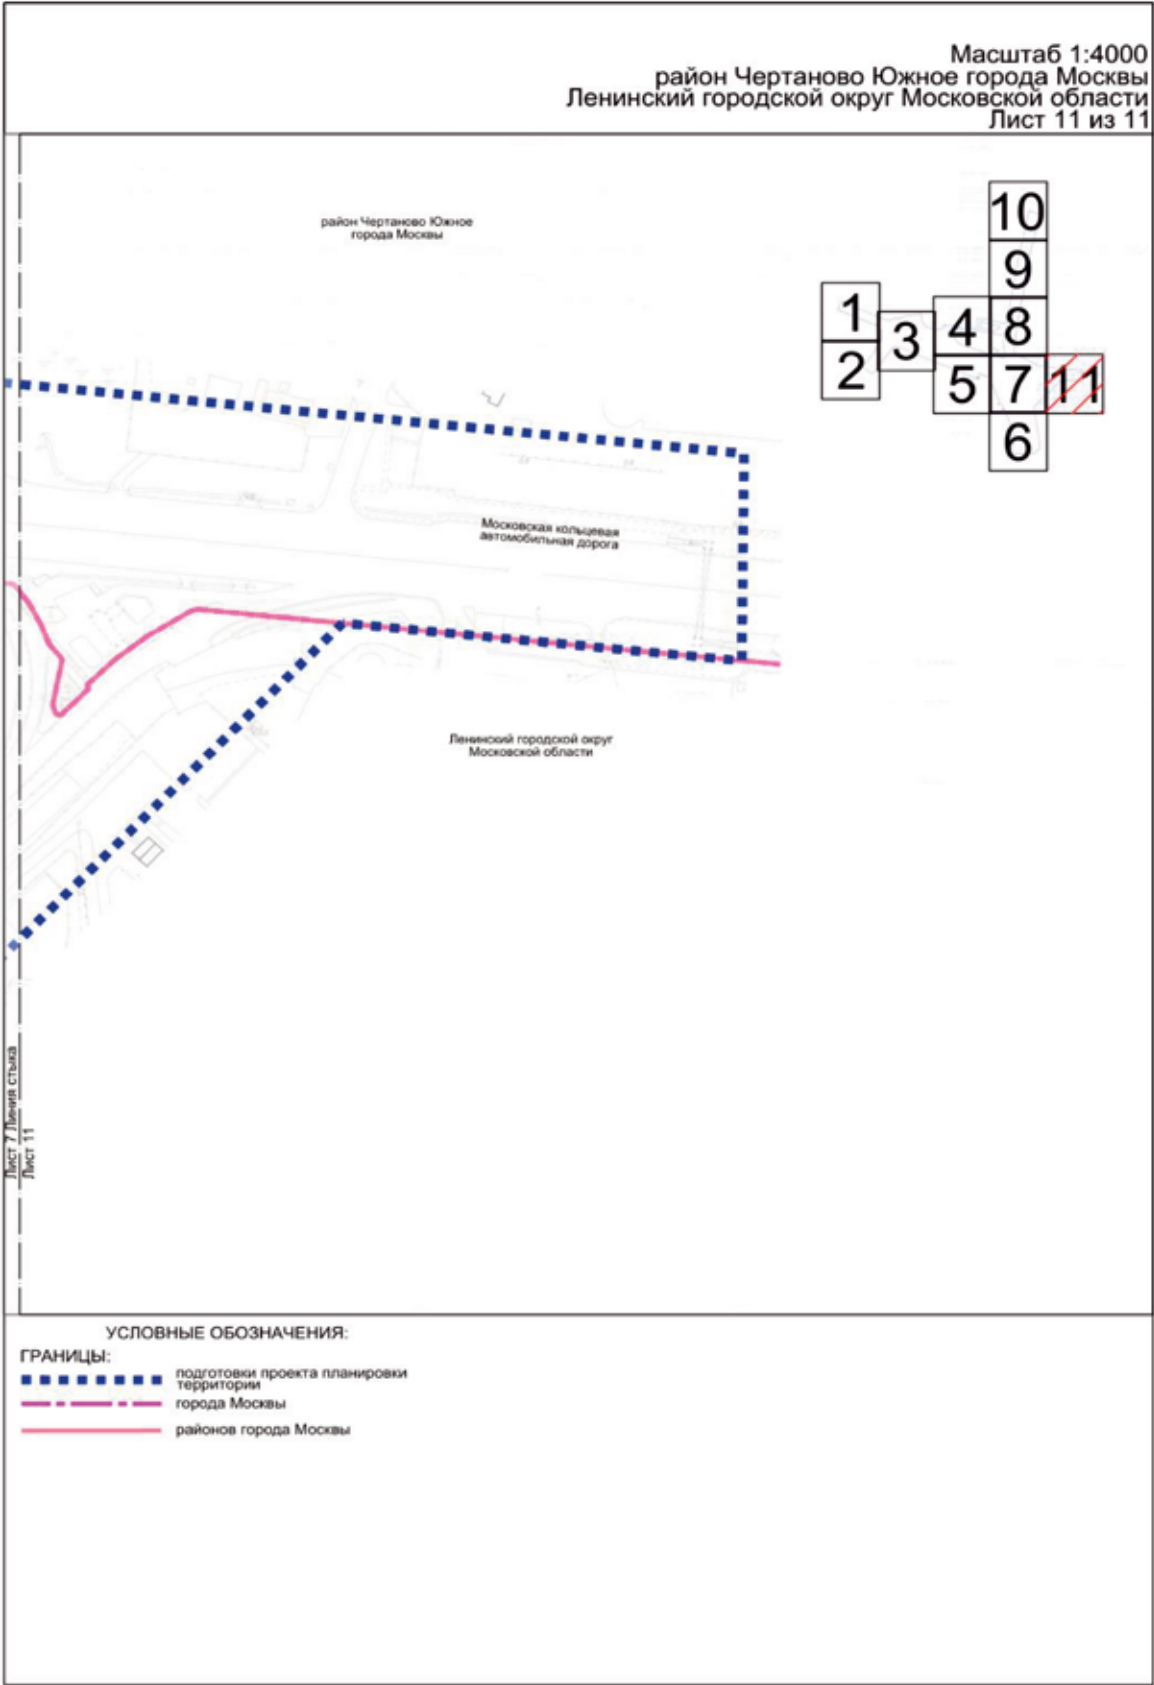 Масштаб 1:4000
район Чертаново Южное города Москвы
Ленинский городской округ Московской области
Лист 11 из 11
10
9
1
3
4
8
2
5
7
11
6
район Чертаново Южное
города Москвы
Московская кольцевая
автомобильная дорога
Ленинский городской округ
Московской области
Лист 7 Линия стыка
Лист 11
УСЛОВНЫЕ ОБОЗНАЧЕНИЯ:
ГРАНИЦЫ:
подготовки проекта планировки
территории
города Москвы
районов города Москвы